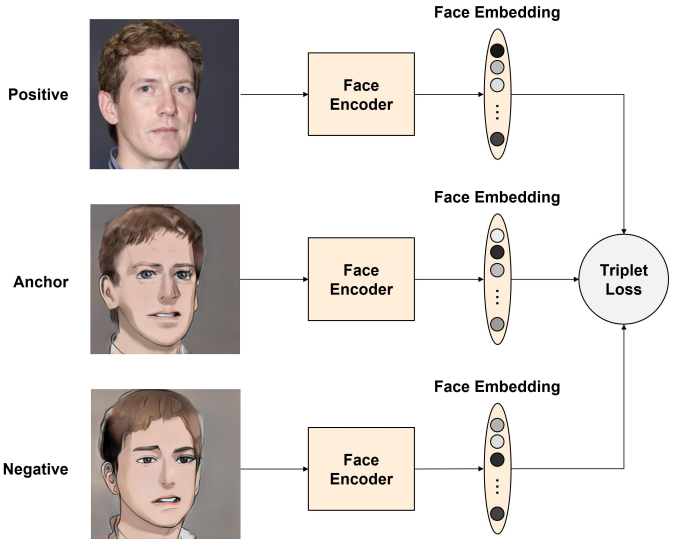 Face Embedding
Positive
Face
Encoder
Face Embedding
Anchor
Face
Encoder
Triplet
Loss
Face Embedding
Negative
Face
Encoder